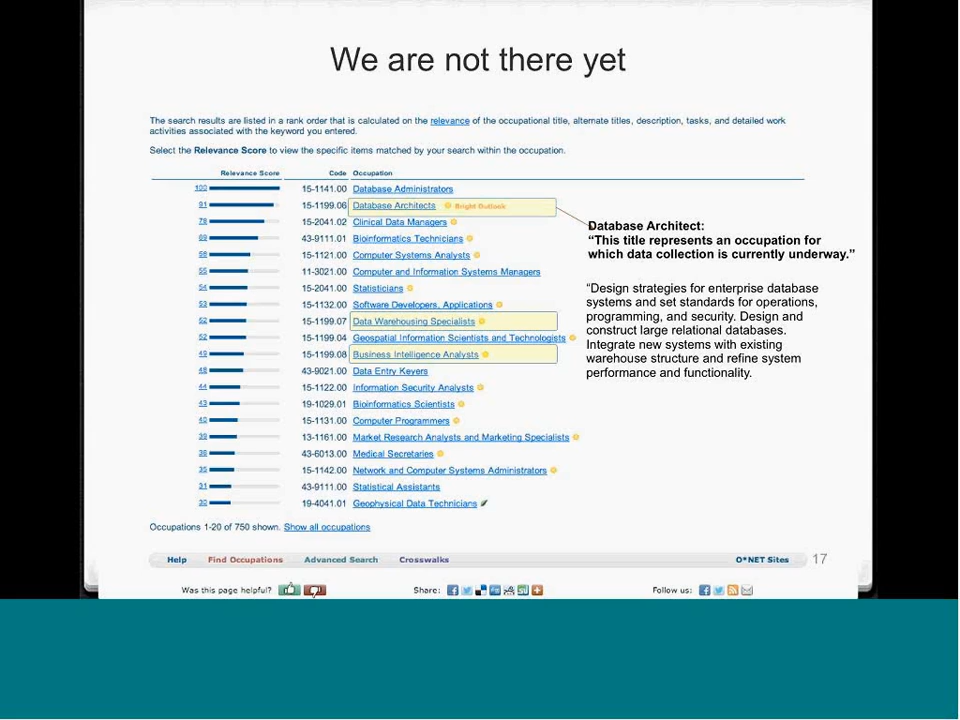 We are not there yet
The search results are listed in a rank order that is calculated on the relevance of the occupational title, alternate titles, description, tasks, and detailed work
activities associated with the keyword you entered.
Select the Relevance Score to view the specific items matched by your search within the occupation.
Relevance Score Code Occupation
100 15-1141.00 Database Administrators
91 15-1199.06 Database Architects Bright Outlook
79 15-2041.02 Clinical Data Managers
69 43-9111.01 Bioinformatics Technicians
15-1121.00 Computer Systems Analysts
55 11-3021.00 Computer and Information Systems Managers
54 15-2041.00 Statisticians
53 15-1132.00 Software Developers, Applications
52 15-1199.07 Data Warehousing Specialists
52 15-1199.04 Geospatial Information Scientists and Technologists
49 15-1199.08 Business Intelligence Analysts
48 43-9021.00 Data Entry Keyers
44 15-1122.00 Information Security Analysts
43 19-1029.01 Bioinformatics Scientists
40 15-1131.00 Computer Programmers
39 13-1161.00 Market Research Analysts and Marketing Specialists
36 43-6013.00 Medical Secretaries
35 15-1142.00 Network and Computer Systems Administrators
31 43-9111.00 Statistical Assistants
30 19-4041.01 Geophysical Data Technicians
Database Architect:
“This title represents an occupation for
which data collection is currently underway.”
“Design strategies for enterprise database
systems and set standards for operations,
programming, and security. Design and
construct large relational databases.
Integrate new systems with existing
warehouse structure and refine system
performance and functionality.
Occupations 1-20 of 750 shown. Show all occupations
Help Find Occupations Advanced Search Crosswalks O*NET Sites 17
Was this page helpful? Share: Follow us: